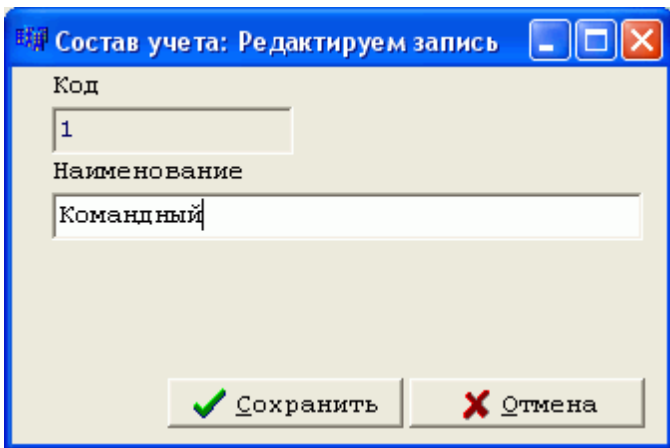 Состав учета: Редактируем запись
Код
1
Наименование
Командный
Сохранить
Отмена